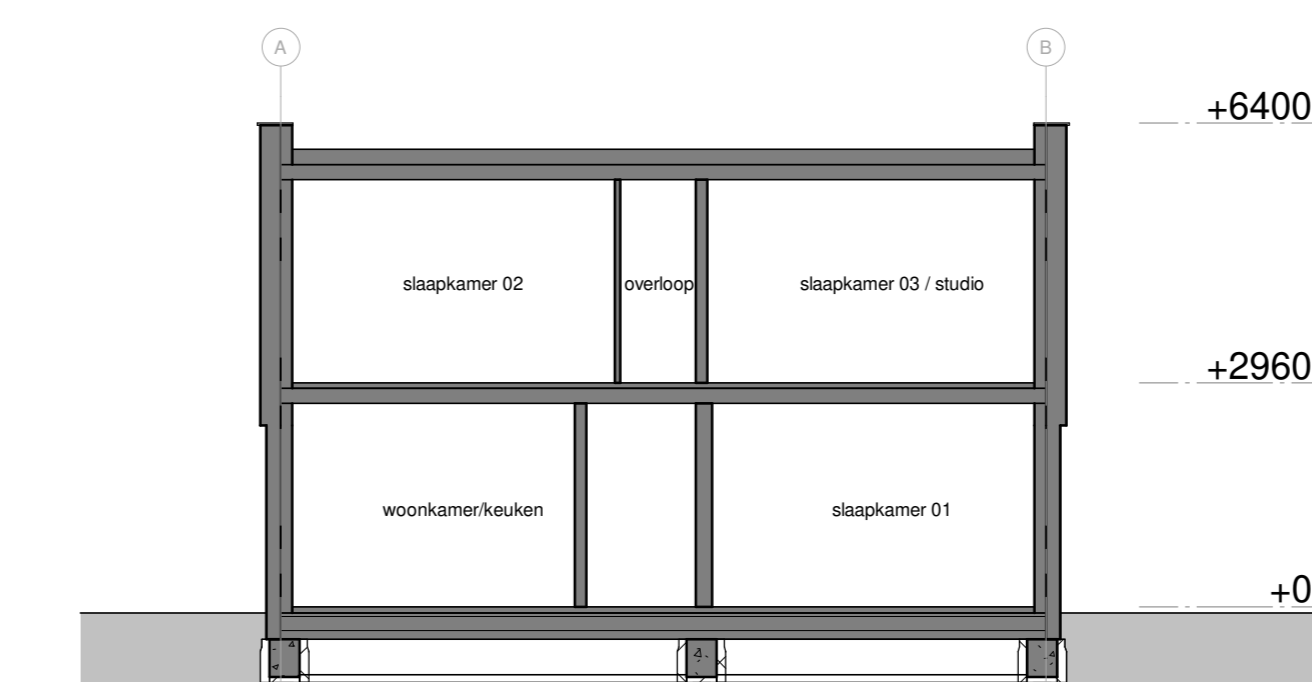 A
B
+6400
slaapkamer 02
overloop
slaapkamer 03 / studio
+2960
woonkamer/keuken
slaapkamer 01
+0